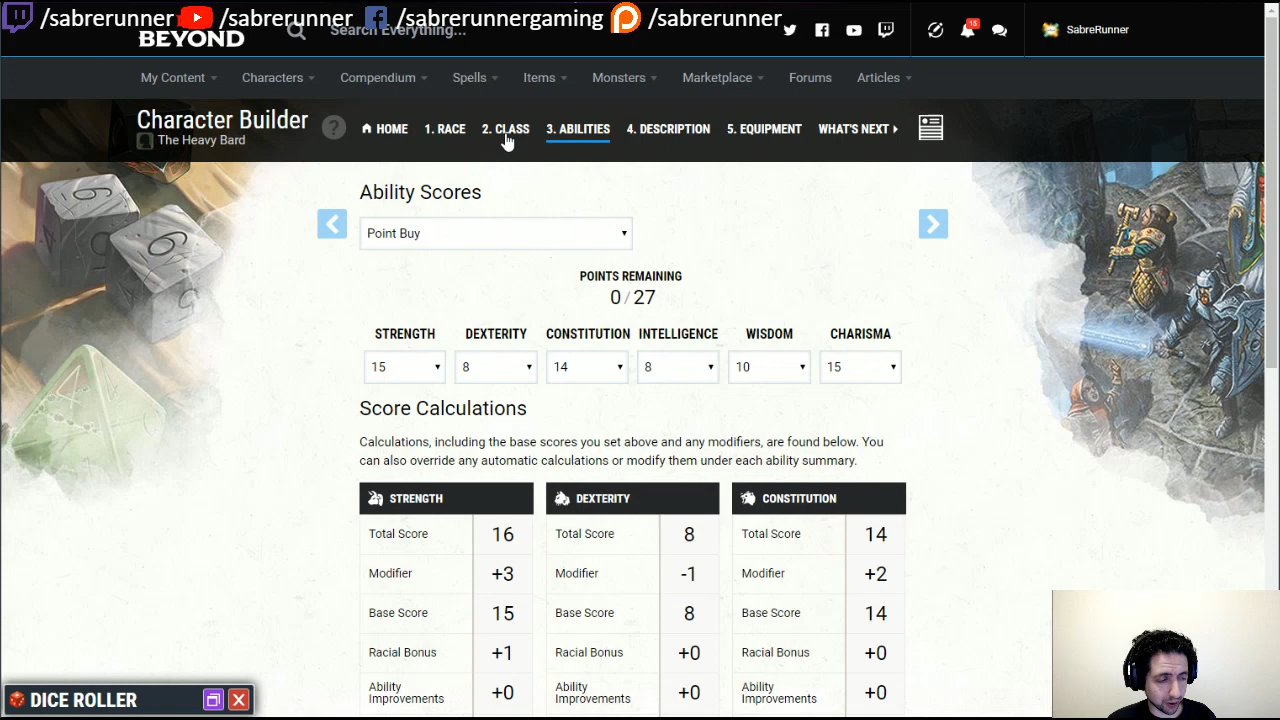 /sabrerunner /sabrerunner /sabrerunnergaming /sabrerunner
BEYOND Search Everything... 15 SabreRunner
My Content Characters Compendium Spells Items Monsters Marketplace Forums Articles
Character Builder ? HOME 1. RACE 2. CLASS 3. ABILITIES 4. DESCRIPTION 5. EQUIPMENT WHAT'S NEXT
The Heavy Bard
Ability Scores
Point Buy
POINTS REMAINING
0 / 27
STRENGTH DEXTERITY CONSTITUTION INTELLIGENCE WISDOM CHARISMA
15 8 14 8 10 15
Score Calculations
Calculations, including the base scores you set above and any modifiers, are found below. You
can also override any automatic calculations or modify them under each ability summary.
STRENGTH DEXTERITY CONSTITUTION
Total Score 16 Total Score 8 Total Score 14
Modifier +3 Modifier -1 Modifier +2
Base Score 15 Base Score 8 Base Score 14
Racial Bonus +1 Racial Bonus +0 Racial Bonus +0
Ability Improvements +0 Ability Improvements +0 Ability Improvements +0
DICE ROLLER